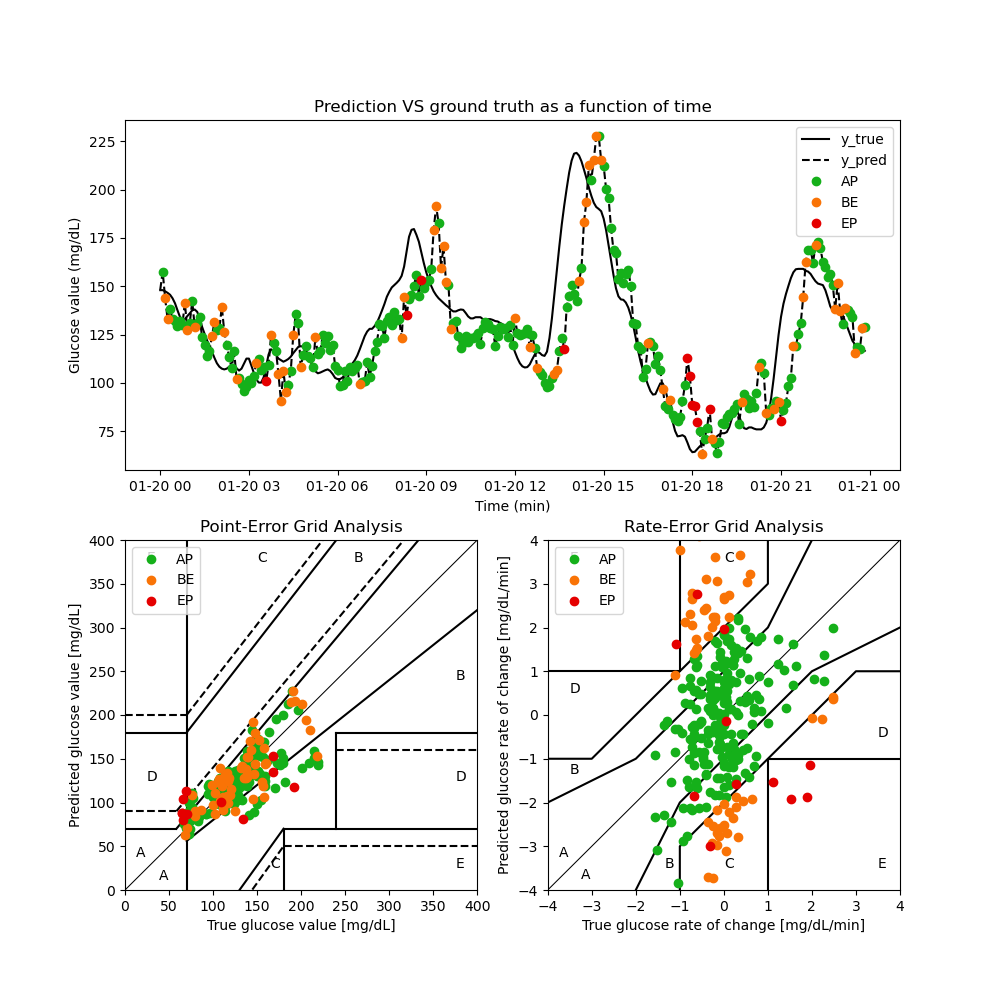 Prediction VS ground truth as a function of time
Glucose value (mg/dL)
225
200
175
150
125
100
75
y_true
y_pred
AP
BE
EP
01-20 00 01-20 03 01-20 06 01-20 09 01-20 12 01-20 15 01-20 18 01-20 21 01-21 00
Time (min)
Point-Error Grid Analysis
Predicted glucose value [mg/dL]
400
350
300
250
200
150
100
50
0
AP
BE
EP
C
B
B
D
D
A
A
C
E
0 50 100 150 200 250 300 350 400
True glucose value [mg/dL]
Rate-Error Grid Analysis
Predicted glucose rate of change [mg/dL/min]
4
3
2
1
0
−1
−2
−3
−4
AP
BE
EP
C
D
D
B
A
A
B
C
E
−4 −3 −2 −1 0 1 2 3 4
True glucose rate of change [mg/dL/min]